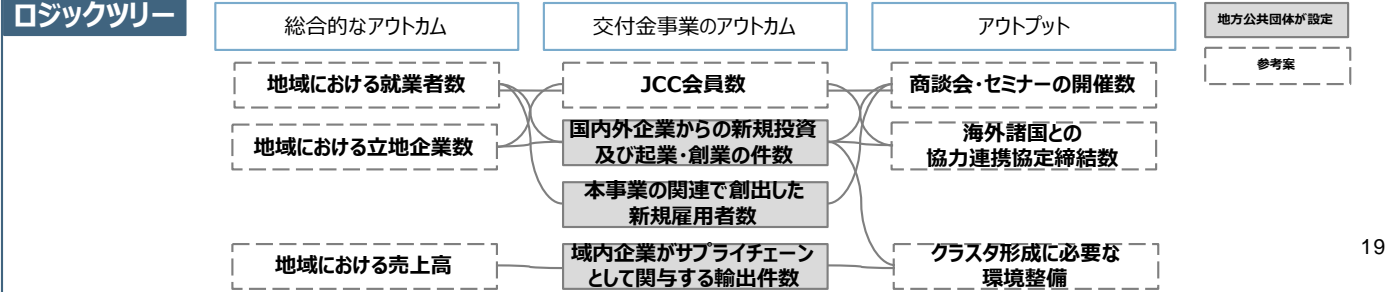 ロジックツリー
総合的なアウトカム
交付金事業のアウトカム
アウトプット
地方公共団体が設定
参考案
地域における就業者数
JCC会員数
商談会・セミナーの開催数
地域における立地企業数
国内外企業からの新規投資
及び起業・創業の件数
海外諸国との
協力連携協定締結数
本事業の関連で創出した
新規雇用者数
地域における売上高
域内企業がサプライチェーン
として関与する輸出件数
クラスタ形成に必要な
環境整備
19